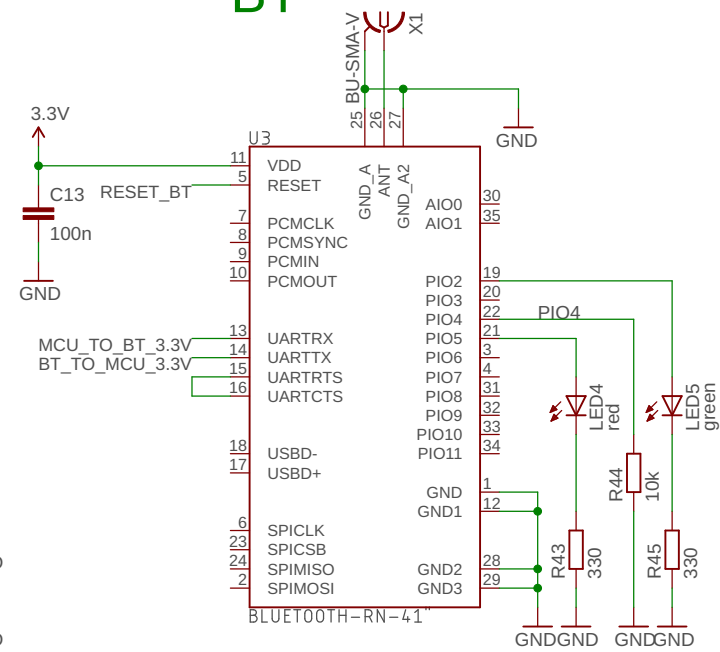 BT
BU-SMA-V
X1
25
26
27
GND
3.3V
U3
11
VDD
5
RESET
RESET_BT
C13
100n
GND
GND_A
ANT
GND_A2
7
PCMCLK
8
PCMSYNC
9
PCMIN
10
PCMOUT
AIO0
30
AIO1
35
PIO2
19
PIO3
20
PIO4
22
PIO4
PIO5
21
PIO6
3
PIO7
4
PIO8
31
PIO9
32
PIO10
33
PIO11
34
MCU_TO_BT_3.3V
13
UARTRX
BT_TO_MCU_3.3V
14
UARTTX
15
UARTRTS
16
UARTCTS
18
USBD-
17
USBD+
GND
1
GND1
12
6
SPICLK
23
SPICSB
24
SPIMISO
2
SPIMOSI
GND2
28
GND3
29
LED4
red
LED5
green
R44
10k
R43
330
R45
330
BLUETOOTH-RN-41"
GND
GND
GND
GND